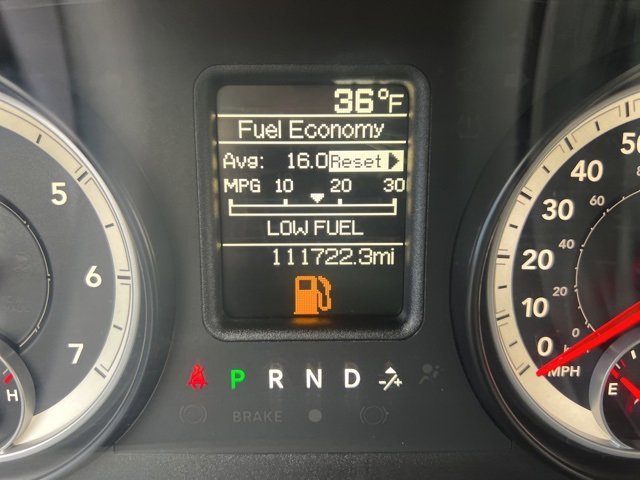 36°F
Fuel Economy
Avg: 16.0 Reset
MPG 10 20 30
LOW FUEL
111722.3mi
P R N D
BRAKE
5
6
7
H
50
40
30
20
10
0
MPH
60
40
20
0
E